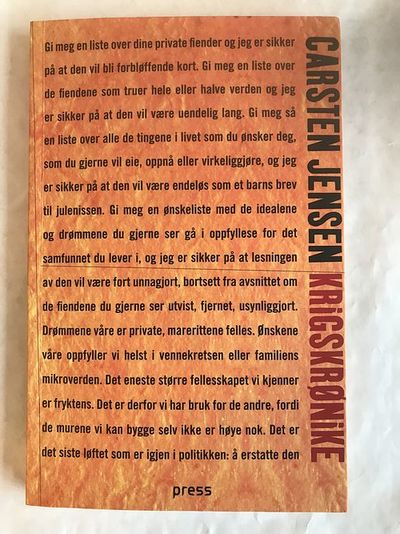 Gi meg en liste over dine private fiender og jeg er sikker
på at den vil bli forbløffende kort. Gi meg en liste over
de fiendene som truer hele eller halve verden og jeg
er sikker på at den vil være uendelig lang. Gi meg så
en liste over alle de tingene i livet som du ønsker deg,
som du gjerne vil eie, oppnå eller virkeliggjøre, og jeg
er sikker på at den vil være endeløs som et barns brev
til julenissen. Gi meg en ønskeliste med de idealene
og drømmene du gjerne ser gå i oppfyllese for det
samfunnet du lever i, og jeg er sikker på at lesningen
av den vil være fort unnagjort, bortsett fra avsnittet om
de fiendene du gjerne ser utvist, fjernet, usynliggjort.
Drømmene våre er private, marerittene felles. Ønskene
våre oppfyller vi helst i vennekretsen eller familiens
mikroverden. Det eneste større fellesskapet vi kjenner
er fryktens. Det er derfor vi har bruk for de andre, fordi
de murene vi kan bygge selv ikke er høye nok. Det er
det siste løftet som er igjen i politikken: å erstatte den
CARSTEN JENSEN KRiGSKRØNiKE
press